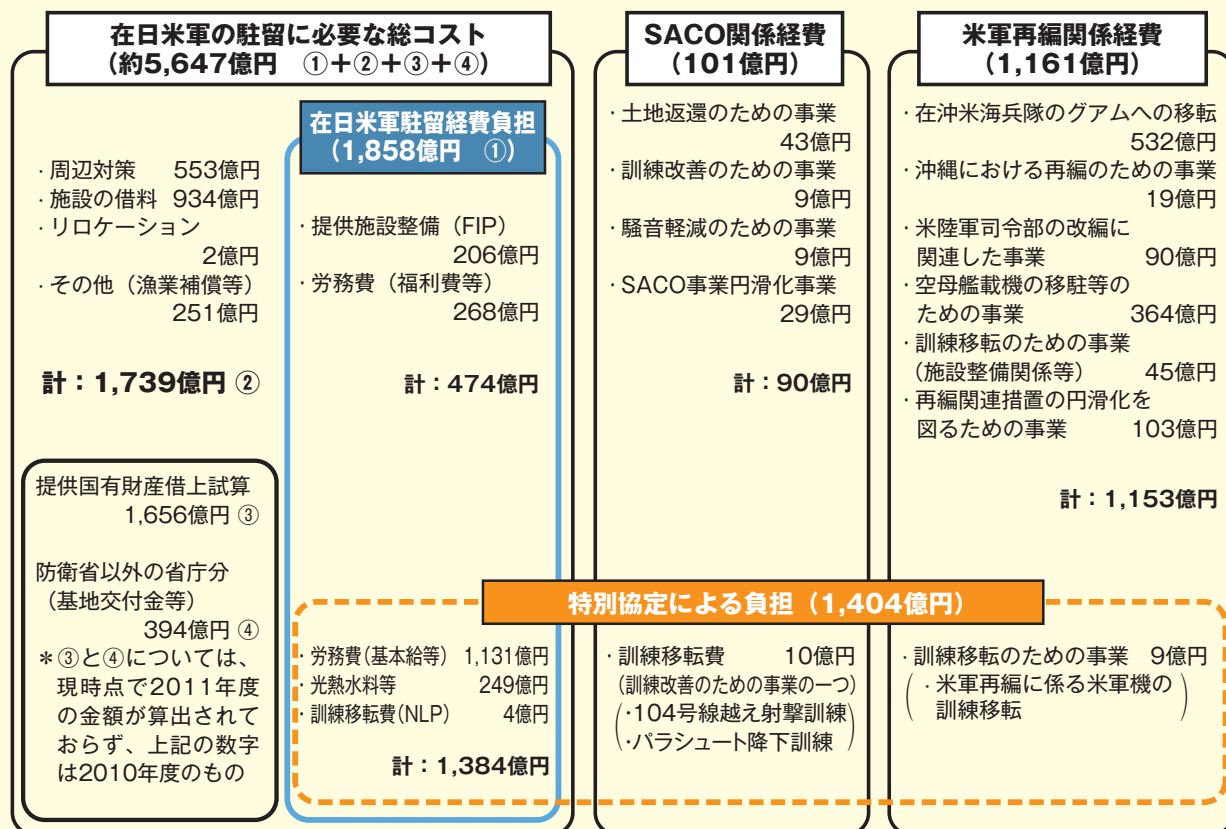 在日米軍の駐留に必要な総コスト
(約5,647億円　①+②+③+④)
・周辺対策　553億円
・施設の借料 934億円
・リロケーション
2億円
・その他（漁業補償等）
251億円
計：1,739億円 ②
提供国有財産借上試算
1,656億円 ③
防衛省以外の省庁分
（基地交付金等）
394億円 ④
＊③と④については、
現時点で2011年度
の金額が算出されて
おらず、上記の数字
は2010年度のもの
在日米軍駐留経費負担
(1,858億円　①)
・提供施設整備（FIP）
206億円
・労務費（福利費等）
268億円
計：474億円
SACO関係経費
(101億円)
・土地返還のための事業
43億円
・訓練改善のための事業
9億円
・騒音軽減のための事業
9億円
・SACO事業円滑化事業
29億円
計：90億円
米軍再編関係経費
(1,161億円)
・在沖米海兵隊のグアムへの移転
532億円
・沖縄における再編のための事業
19億円
・米陸軍司令部の改編に
関連した事業　90億円
・空母艦載機の移駐等の
ための事業　364億円
・訓練移転のための事業
(施設整備関係等)　45億円
・再編関連措置の円滑化を
図るための事業　103億円
計：1,153億円
特別協定による負担（1,404億円）
・労務費(基本給等) 1,131億円
・光熱水料等　249億円
・訓練移転費(NLP)　4億円
計：1,384億円
・訓練移転費　10億円
(訓練改善のための事業の一つ)
(・104号線越え射撃訓練
・パラシュート降下訓練)
・訓練移転のための事業　9億円
(・米軍再編に係る米軍機の
訓練移転)